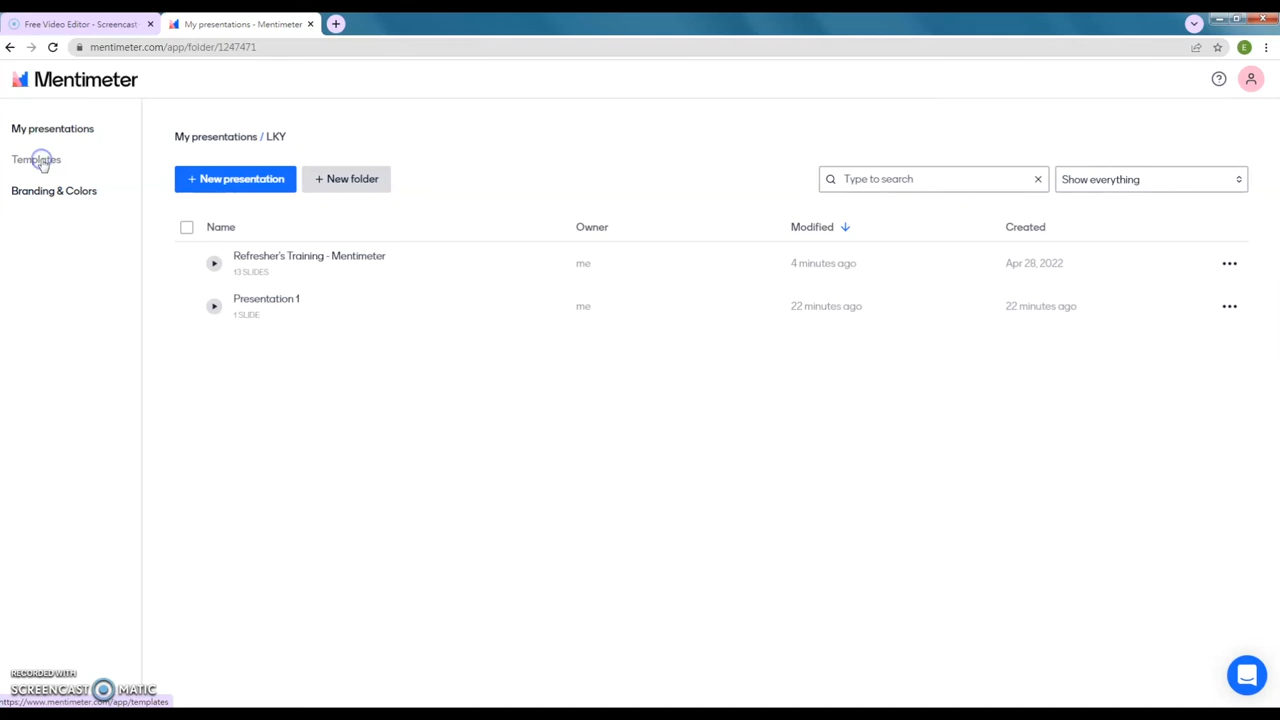 Free Video Editor - Screencast
My presentations - Mentimeter
mentimeter.com/app/folder/1247471
E
Mentimeter
My presentations
Templates
Branding & Colors
My presentations / LKY
+ New presentation
+ New folder
Type to search
Show everything
Name Owner Modified Created
Refresher's Training - Mentimeter me 4 minutes ago Apr 28, 2022
13 SLIDES
Presentation 1 me 22 minutes ago 22 minutes ago
1 SLIDE
RECORDED WITH
SCREENCAST MATIC
https://www.mentimeter.com/app/templates